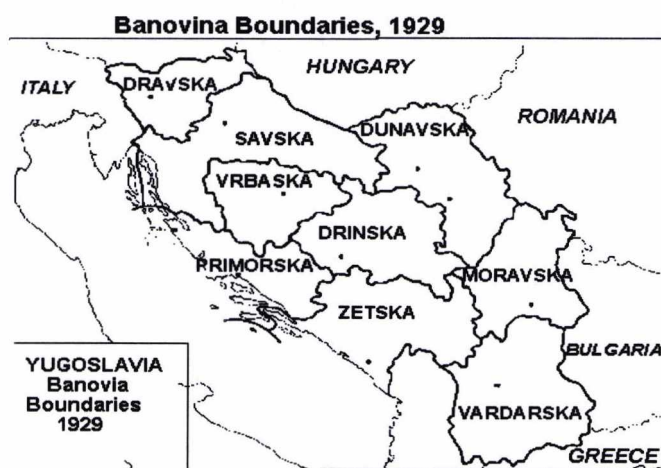 Banovina Boundaries, 1929
HUNGARY
ITALY
DRAVSKA
ROMANIA
DUNAVSKA
SAVSKA
VRBASKA
DRINSKA
PRIMORSKA
MORAVSKA
ZETSKA
BULGARIA
YUGOSLAVIA
Banovia
Boundaries
1929
VARDARSKA
GREECE